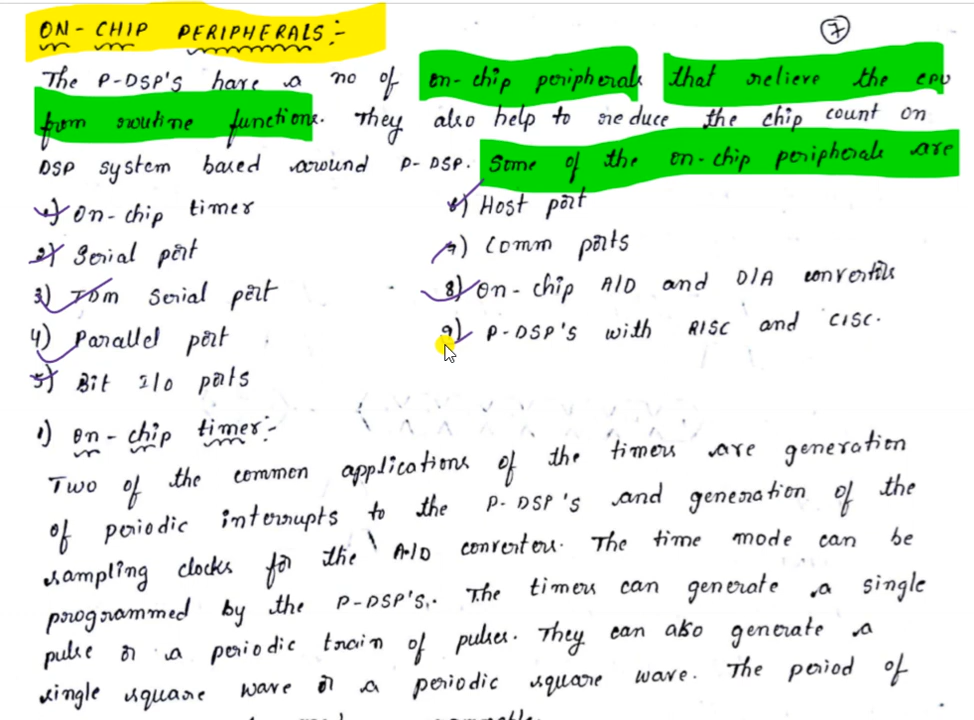 ON-CHIP PERIPHERALS:-
7
The P-DSP'S have a no of on-chip peripherals that relieve the CPU
from routine functions. They also help to reduce the chip count on
DSP system based around P-DSP. Some of the on-chip peripherals are
1) On-chip timer
2) Serial port
3) TDM Serial port
4) Parallel port
5) Bit I/O ports
6) Host port
7) Comm ports
8) On-chip A/D and D/A convertors
9) P-DSP'S with RISC and CISC.
1) on-chip timer:-
Two of the common applications of the timers are generation
of periodic interrupts to the P-DSP'S and generation of the
sampling clocks for the A/D converters. The time mode can be
programmed by the P-DSP'S. The timers can generate a single
pulse or a periodic train of pulses. They can also generate a
single square wave or a periodic square wave. The period of